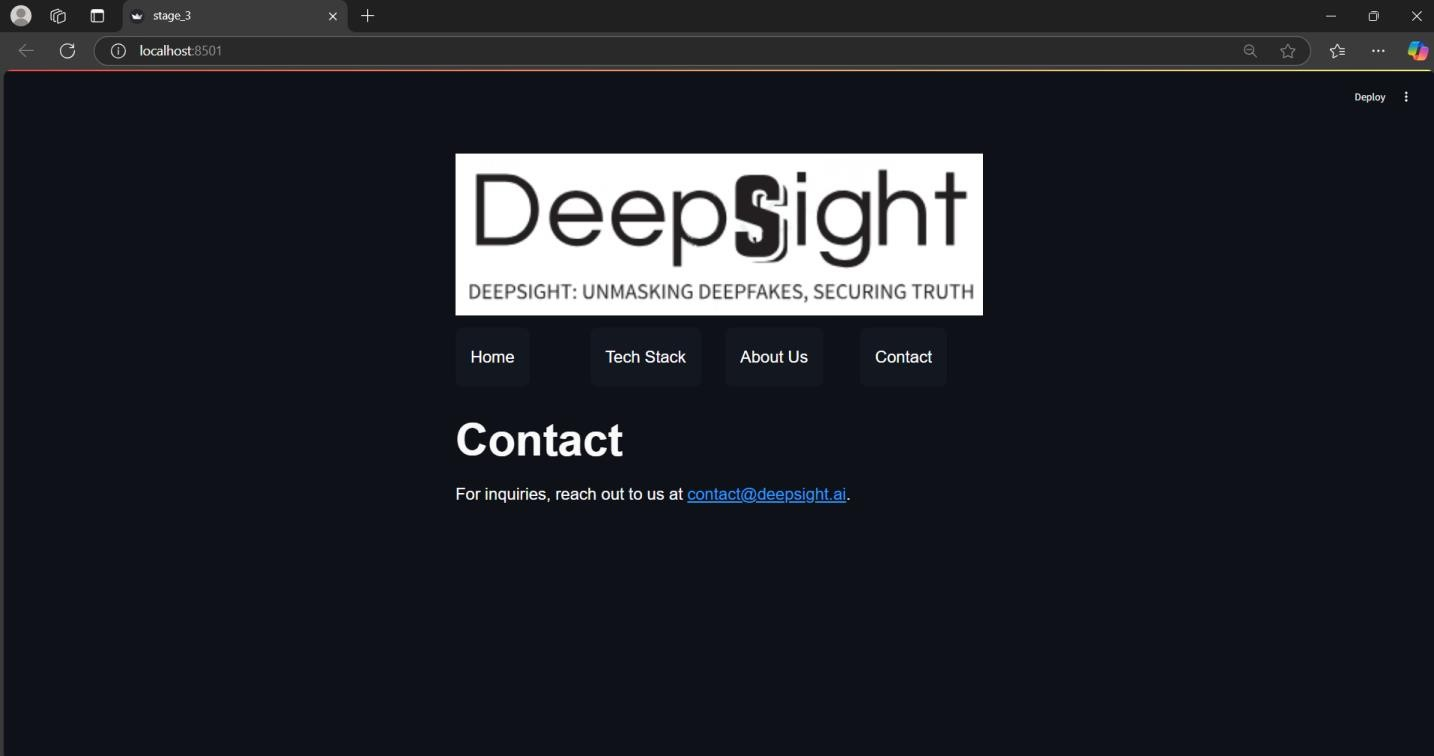 stage_3
localhost:8501
Deploy
DeepSight
DEEPSIGHT: UNMASKING DEEPFAKES, SECURING TRUTH
Home Tech Stack About Us Contact
Contact
For inquiries, reach out to us at contact@deepsight.ai.